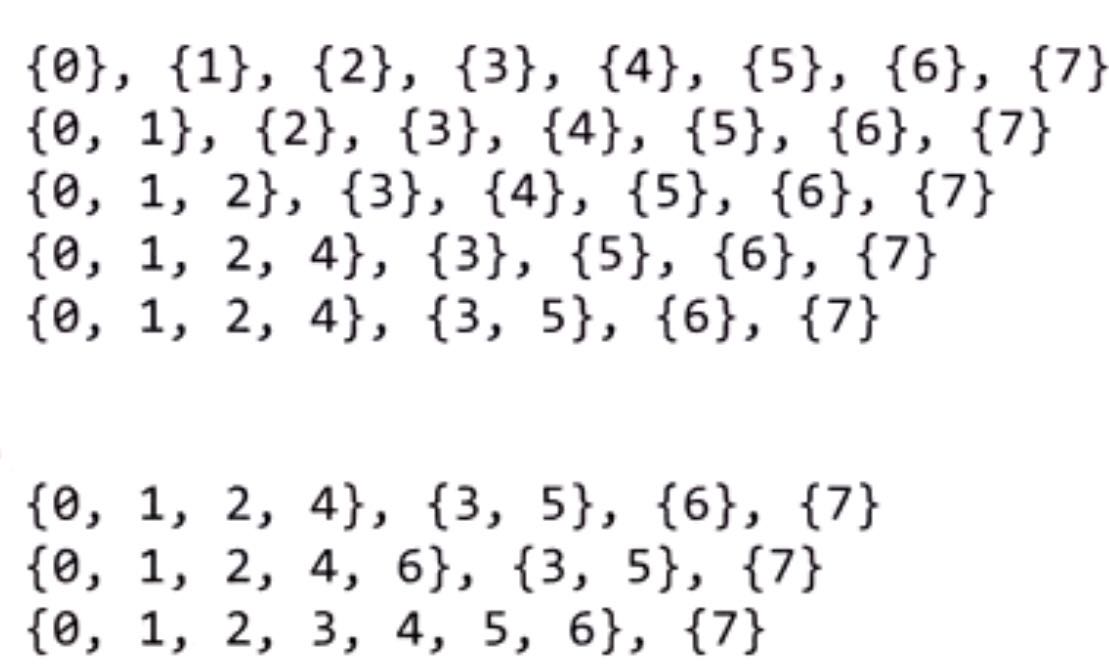 {0}, {1}, {2}, {3}, {4}, {5}, {6}, {7}
{0, 1}, {2}, {3}, {4}, {5}, {6}, {7}
{0, 1, 2}, {3}, {4}, {5}, {6}, {7}
{0, 1, 2, 4}, {3}, {5}, {6}, {7}
{0, 1, 2, 4}, {3, 5}, {6}, {7}
{0, 1, 2, 4}, {3, 5}, {6}, {7}
{0, 1, 2, 4, 6}, {3, 5}, {7}
{0, 1, 2, 3, 4, 5, 6}, {7}